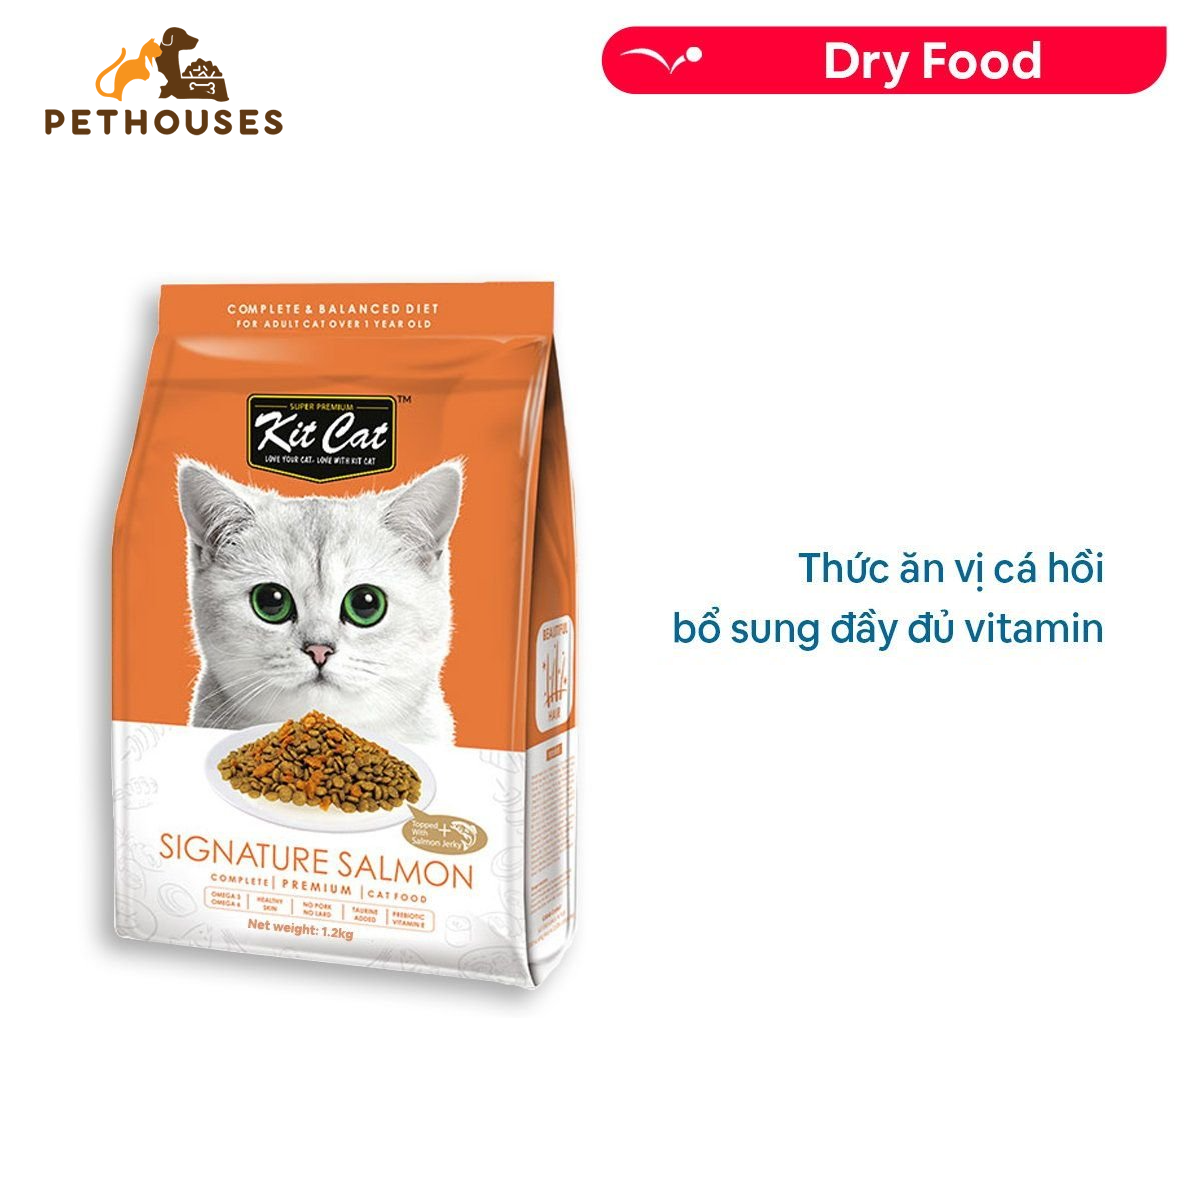 PETHOUSES
Dry Food
COMPLETE & BALANCED DIET
FOR ADULT CAT OVER 1 YEAR OLD
SUPER PREMIUM
Kit Cat
TM
LOVE YOUR CAT, LOVE WITH KIT CAT
Thức ăn vị cá hồi
bổ sung đầy đủ vitamin
BEAUTIFUL
HAIR
Topped
With
Salmon Jerky
+
SIGNATURE SALMON
COMPLETE | PREMIUM | CAT FOOD
OMEGA 3
OMEGA 6
HEALTHY
SKIN
NO PORK
NO LARD
TAURINE
ADDED
PREBIOTIC
VITAMIN E
Net weight: 1.2kg